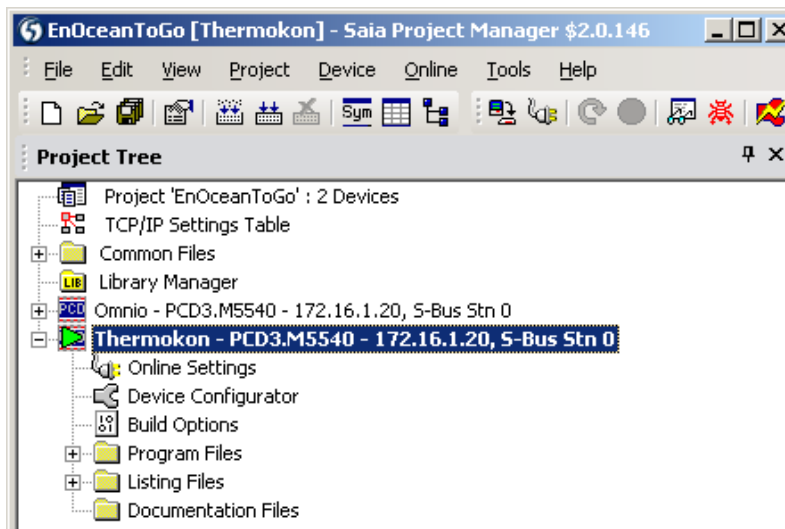 EnOceanToGo [Thermokon] - Saia Project Manager $2.0.146
File Edit View Project Device Online Tools Help
Sym
Project Tree
Project 'EnOceanToGo' : 2 Devices
TCP/IP Settings Table
Common Files
LIB Library Manager
PCD Omnio - PCD3.M5540 - 172.16.1.20, S-Bus Stn 0
Thermokon - PCD3.M5540 - 172.16.1.20, S-Bus Stn 0
Online Settings
Device Configurator
Build Options
Program Files
Listing Files
Documentation Files